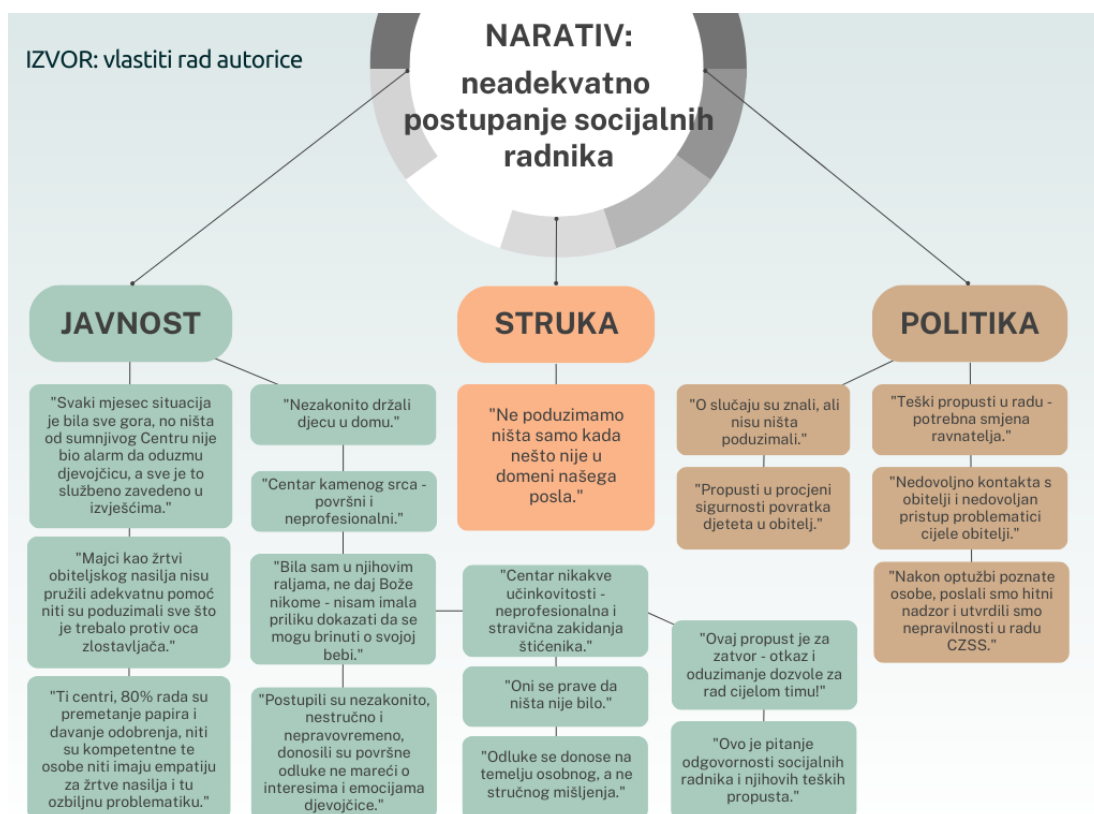 IZVOR: vlastiti rad autorice
NARATIV:
neadekvatno
postupanje socijalnih
radnika
JAVNOST
"Svaki mjesec situacija
je bila sve gora, no ništa
od sumnjivog Centru nije
bio alarm da oduzmu
djevojčicu, a sve je to
službeno zavedeno u
izvješćima."
"Majci kao žrtvi
obiteljskog nasilja nisu
pružili adekvatnu pomoć
niti su poduzimali sve što
je trebalo protiv oca
zlostavljača."
"Ti centri, 80% rada su
premetanje papira i
davanje odobrenja, niti
su kompetentne te
osobe niti imaju empatiju
za žrtve nasilja i tu
ozbiljnu problematiku."
"Nezakonito držali
djecu u domu."
"Centar kamenog srca -
površni i
neprofesionalni."
"Bila sam u njihovim
raljama, ne daj Bože
nikome - nisam imala
priliku dokazati da se
mogu brinuti o svojoj
bebi."
"Postupili su nezakonito,
nestručno i
nepravovremeno,
donosili su površne
odluke ne mareći o
interesima i emocijama
djevojčice."
"Centar nikakve
učinkovitosti -
neprofesionalna i
stravična zakidanja
štićenika."
"Oni se prave da
ništa nije bilo."
"Odluke se donose na
temelju osobnog, a ne
stručnog mišljenja."
"Ovaj propust je za
zatvor - otkaz i
oduzimanje dozvole za
rad cijelom timu!"
"Ovo je pitanje
odgovornosti socijalnih
radnika i njihovih teških
propusta."
STRUKA
"Ne poduzimamo
ništa samo kada
nešto nije u
domeni našega
posla."
POLITIKA
"O slučaju su znali, ali
nisu ništa
poduzimali."
"Propusti u procjeni
sigurnosti povratka
djeteta u obitelj."
"Teški propusti u radu -
potrebna smjena
ravnatelja."
"Nedovoljno kontakta s
obitelji i nedovoljan
pristup problematici
cijele obitelji."
"Nakon optužbi poznate
osobe, poslali smo hitni
nadzor i utvrdili smo
nepravilnosti u radu
CZSS."